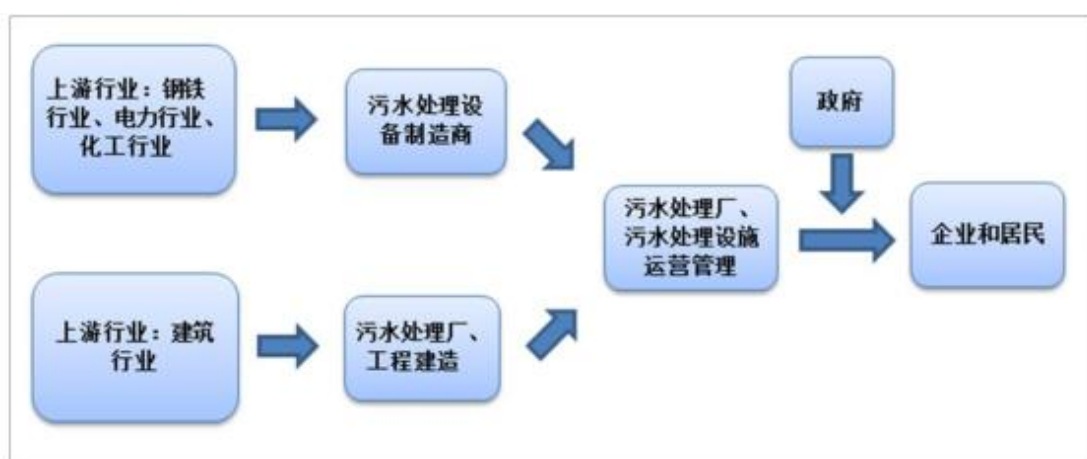 上游行业：钢铁
行业、电力行业、
化工行业
污水处理设
备制造商
政府
污水处理厂、
污水处理设施
运营管理
企业和居民
上游行业：建筑
行业
污水处理厂、
工程建造